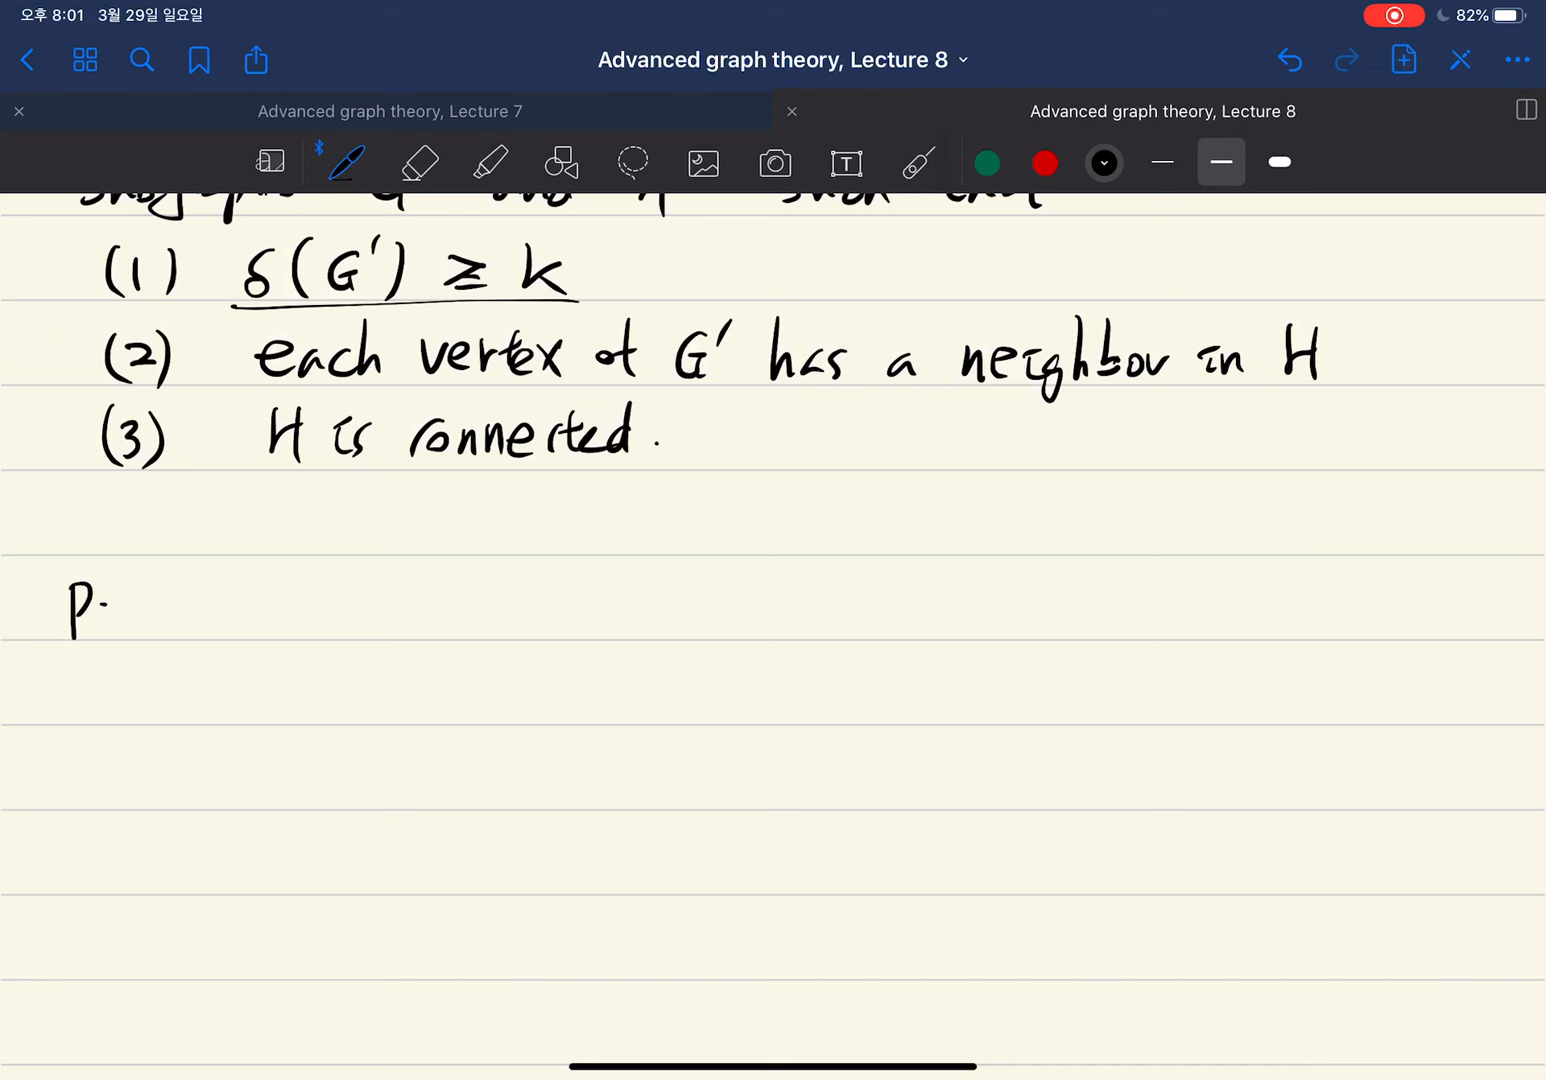 오후 8:01 3월 29일 일요일
82%
Advanced graph theory, Lecture 8
Advanced graph theory, Lecture 7
Advanced graph theory, Lecture 8
T
such that
(1) δ(G′) ≥ k
(2) each vertex of G′ has a neighbor in H
(3) H is connected.
P